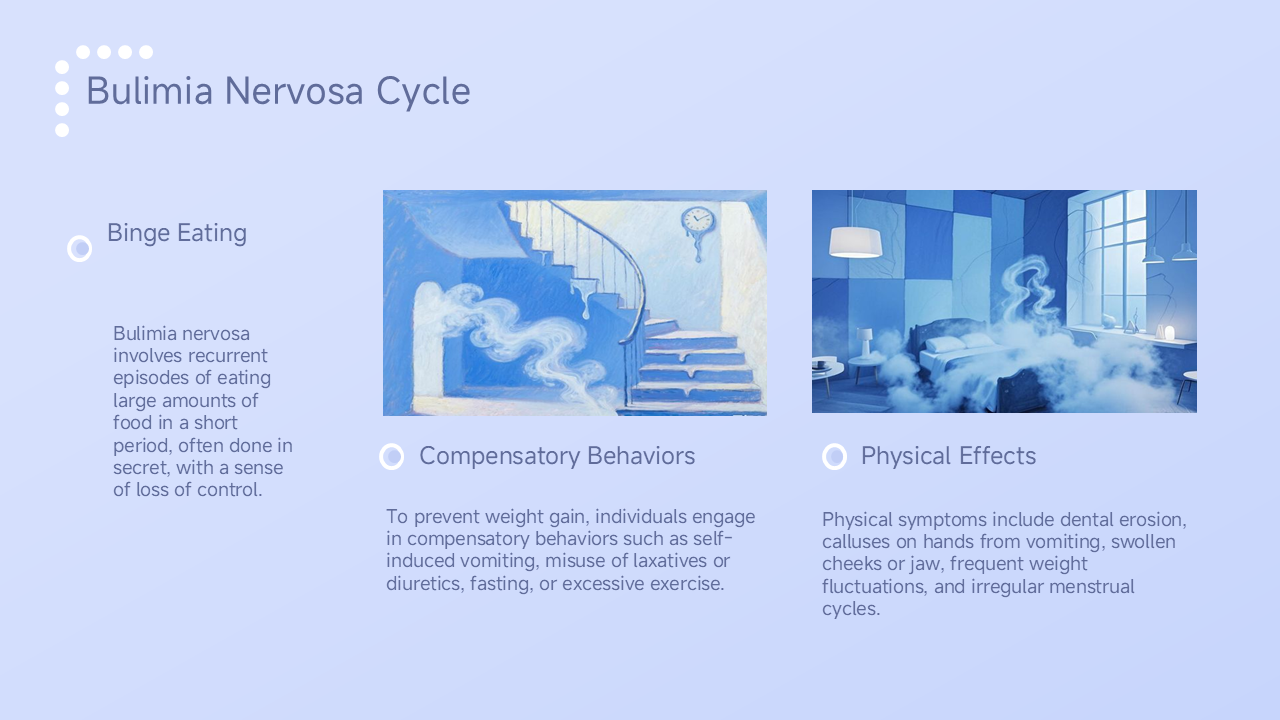 Bulimia Nervosa Cycle
Binge Eating
Bulimia nervosa
involves recurrent
episodes of eating
large amounts of
food in a short
period, often done in
secret, with a sense
of loss of control.
Compensatory Behaviors
To prevent weight gain, individuals engage
in compensatory behaviors such as self-
induced vomiting, misuse of laxatives or
diuretics, fasting, or excessive exercise.
Physical Effects
Physical symptoms include dental erosion,
calluses on hands from vomiting, swollen
cheeks or jaw, frequent weight
fluctuations, and irregular menstrual
cycles.